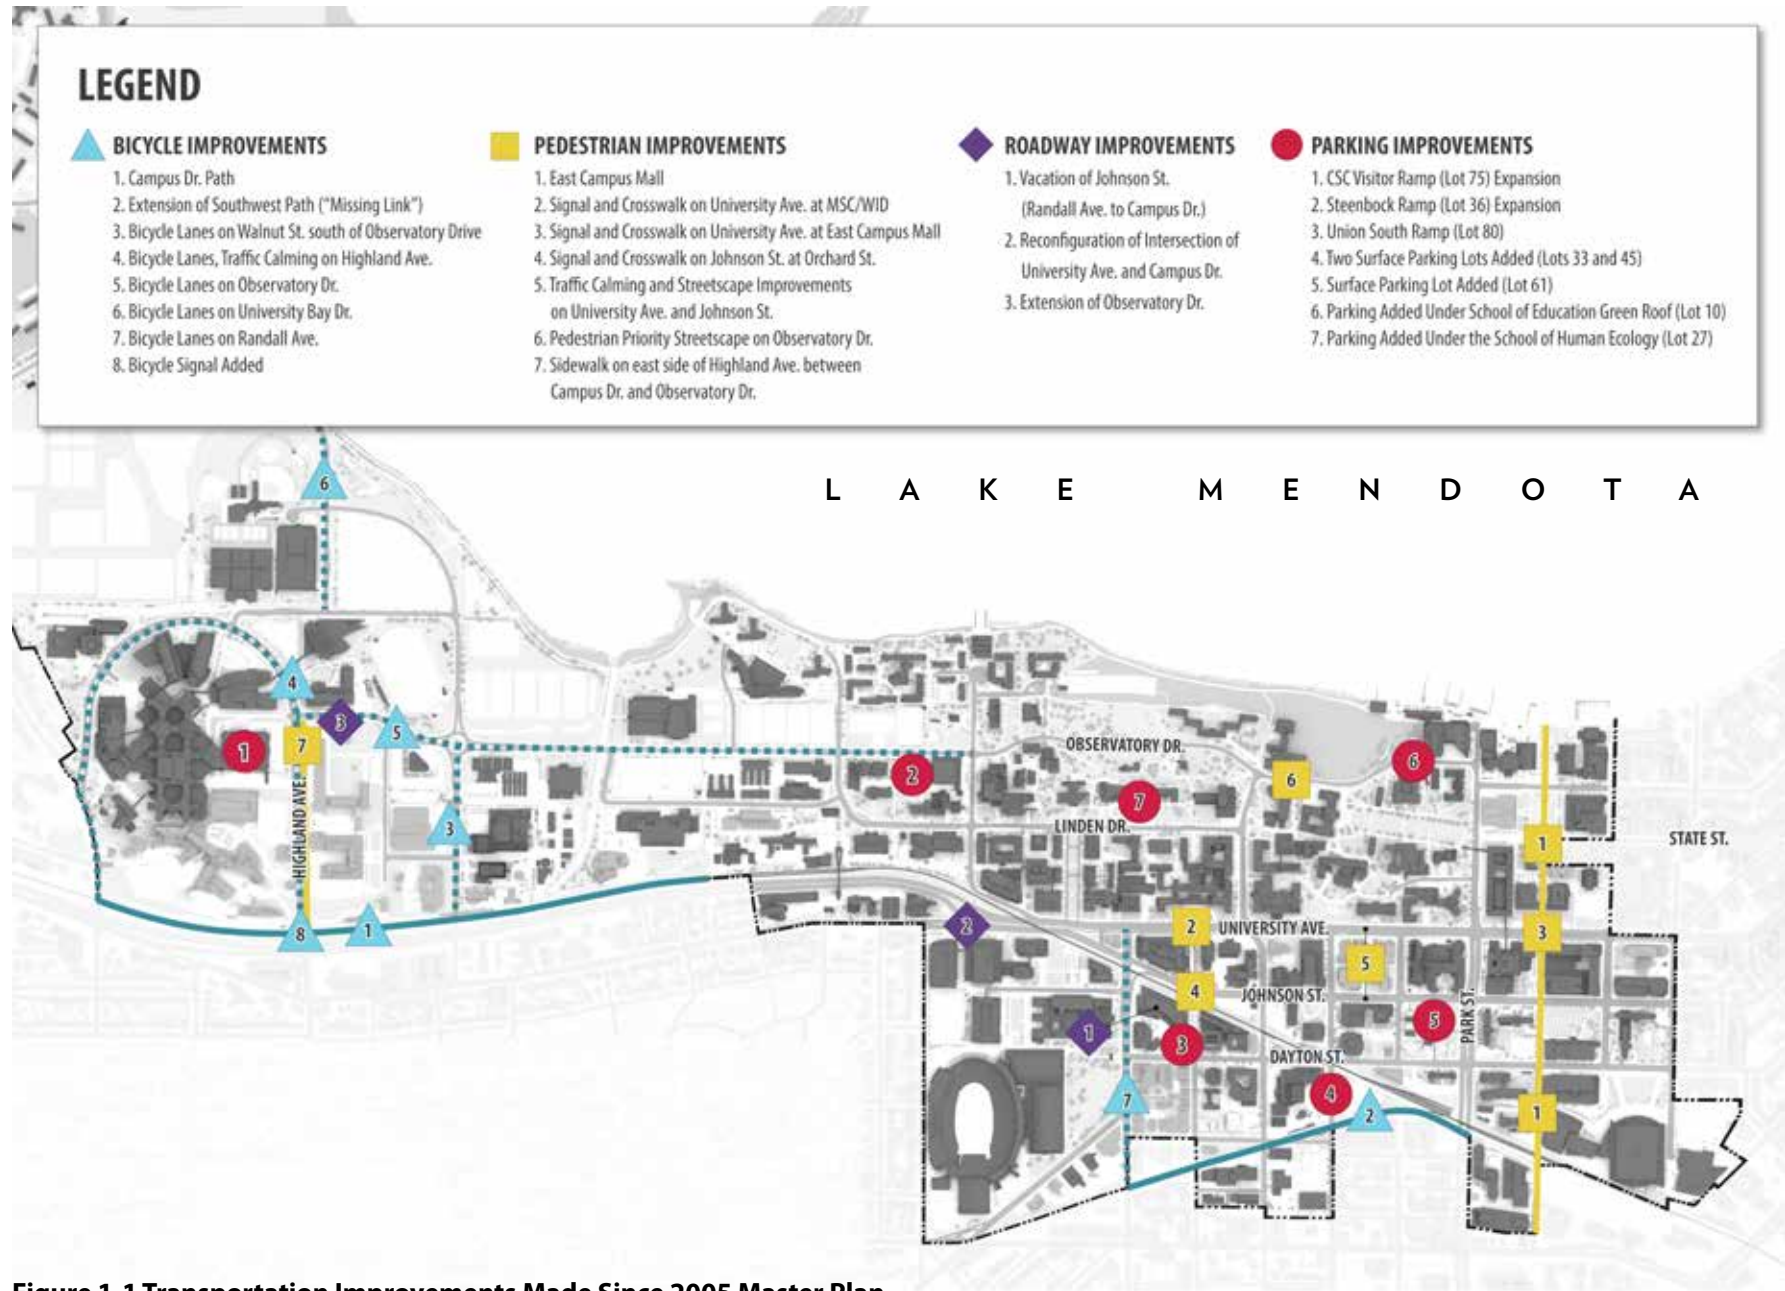 LEGEND
BICYCLE IMPROVEMENTS
1. Campus Dr. Path
2. Extension of Southwest Path ("Missing Link")
3. Bicycle Lanes on Walnut St. south of Observatory Drive
4. Bicycle Lanes, Traffic Calming on Highland Ave.
5. Bicycle Lanes on Observatory Dr.
6. Bicycle Lanes on University Bay Dr.
7. Bicycle Lanes on Randall Ave.
8. Bicycle Signal Added
PEDESTRIAN IMPROVEMENTS
1. East Campus Mall
2. Signal and Crosswalk on University Ave. at MSC/WID
3. Signal and Crosswalk on University Ave. at East Campus Mall
4. Signal and Crosswalk on Johnson St. at Orchard St.
5. Traffic Calming and Streetscape Improvements
on University Ave. and Johnson St.
6. Pedestrian Priority Streetscape on Observatory Dr.
7. Sidewalk on east side of Highland Ave. between
Campus Dr. and Observatory Dr.
ROADWAY IMPROVEMENTS
1. Vacation of Johnson St.
(Randall Ave. to Campus Dr.)
2. Reconfiguration of Intersection of
University Ave. and Campus Dr.
3. Extension of Observatory Dr.
PARKING IMPROVEMENTS
1. CSC Visitor Ramp (Lot 75) Expansion
2. Steenbock Ramp (Lot 36) Expansion
3. Union South Ramp (Lot 80)
4. Two Surface Parking Lots Added (Lots 33 and 45)
5. Surface Parking Lot Added (Lot 61)
6. Parking Added Under School of Education Green Roof (Lot 10)
7. Parking Added Under the School of Human Ecology (Lot 27)
LAKE MENDOTA
6
4
3
5
7
1
OBSERVATORY DR.
6
2
6
7
HIGHLAND AVE.
3
LINDEN DR.
1
STATE ST.
8
1
2
2
UNIVERSITY AVE.
3
5
4
JOHNSON ST.
5
PARK ST.
1
3
DAYTON ST.
7
4
2
1
Figure 1-1 Transportation Improvements Made Since 2005 Master Plan